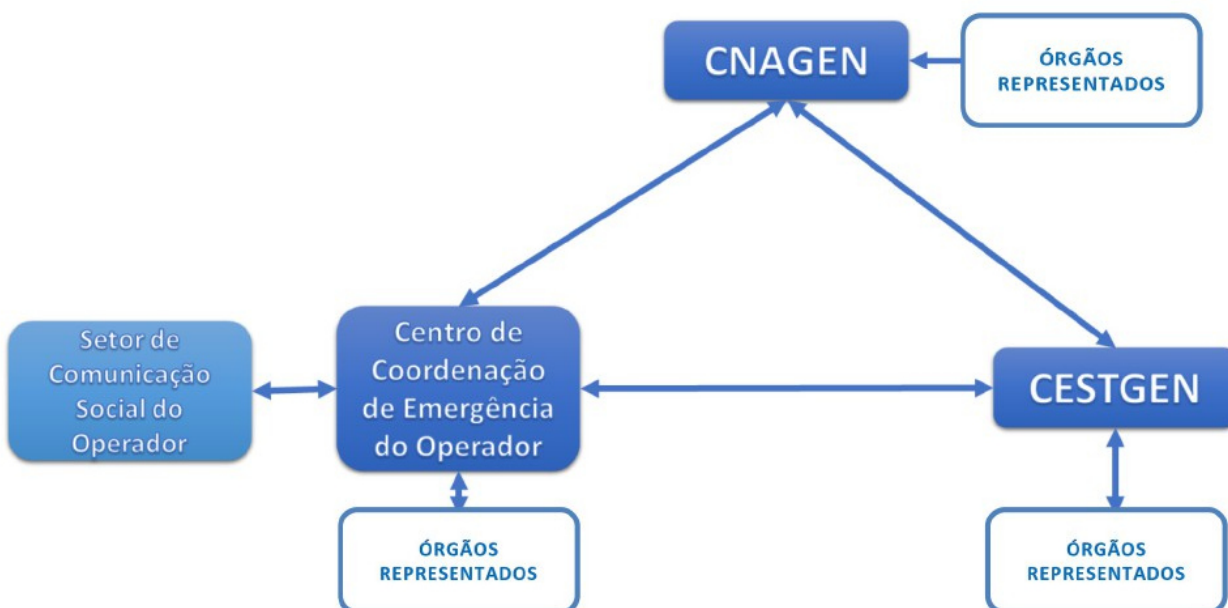 CNAGEN
ÓRGÃOS
REPRESENTADOS
Setor de
Comunicação
Social do
Operador
Centro de
Coordenação
de Emergência
do Operador
CESTGEN
ÓRGÃOS
REPRESENTADOS
ÓRGÃOS
REPRESENTADOS